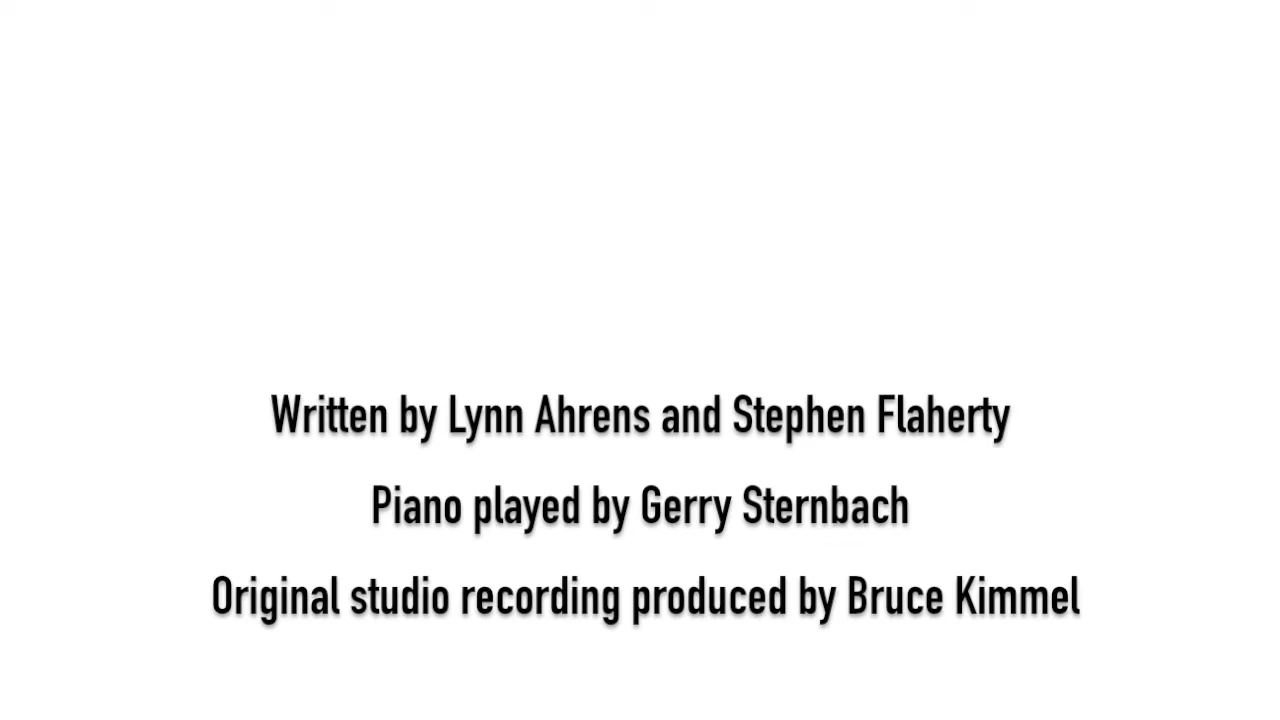 Written by Lynn Ahrens and Stephen Flaherty
Piano played by Gerry Sternbach
Original studio recording produced by Bruce Kimmel